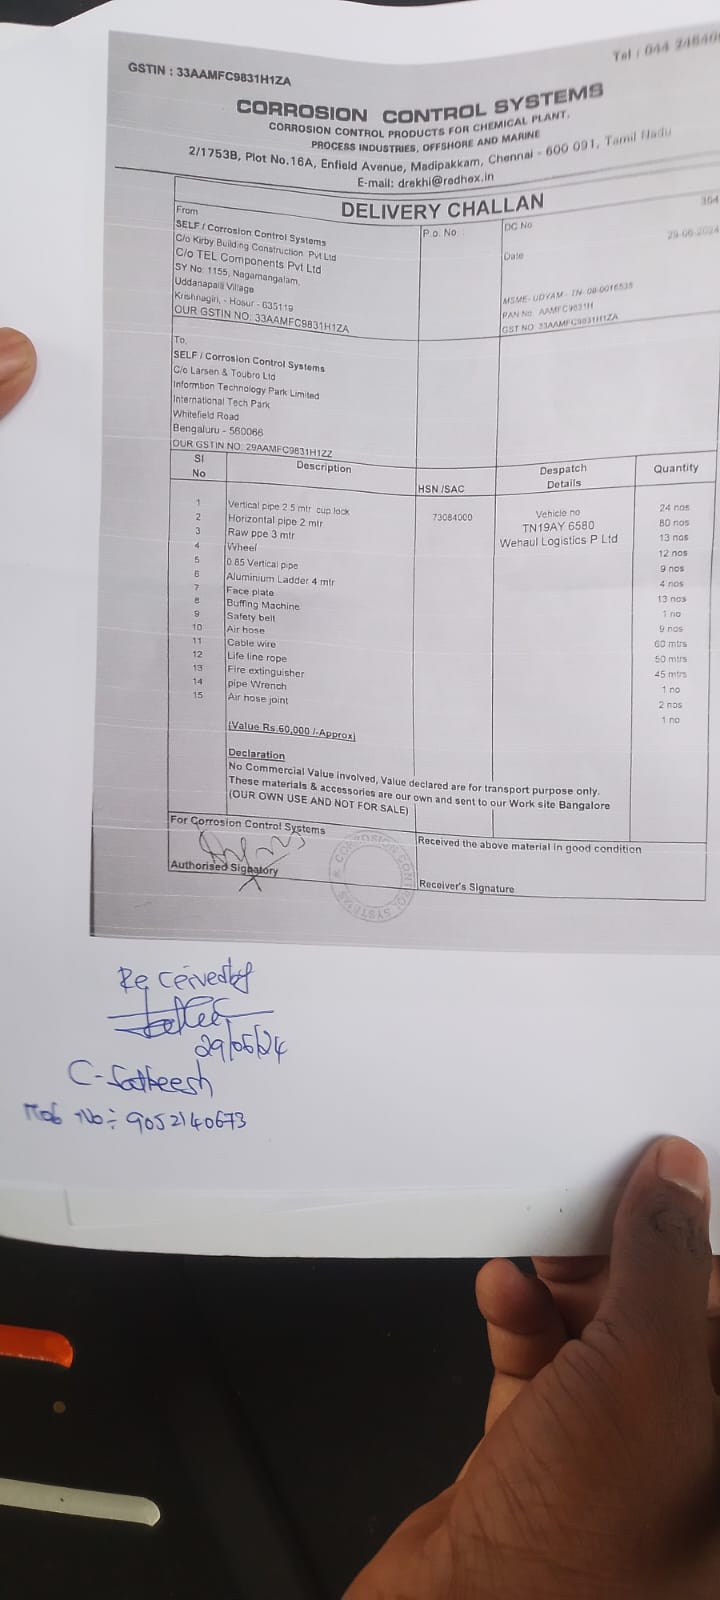 GSTIN : 33AAMFC9831H1ZA
Tel : 044
CORROSION CONTROL SYSTEMS
CORROSION CONTROL PRODUCTS FOR CHEMICAL PLANT,
PROCESS INDUSTRIES, OFFSHORE AND MARINE
2/1753B, Plot No.16A, Enfield Avenue, Madipakkam, Chennai - 600 091, Tamil Nadu
E-mail: drekhi@redhex.in
DELIVERY CHALLAN
From
SELF / Corrosion Control Systems
C/o Kirby Building Construction Pvt Ltd
C/o TEL Components Pvt Ltd
SY No: 1155, Nagamangalam,
Uddanapalli Village
Krishnagiri, - Hosur - 635119
OUR GSTIN NO: 33AAMFC9831H1ZA
P.o. No.
DC No
354
Date
29-06-2024
MSME- UDYAM - TN-08-0016535
PAN No. AAMFC9831H
GST NO 33AAMFC9831H1ZA
To,
SELF / Corrosion Control Systems
C/o Larsen & Toubro Ltd
Informtion Technology Park Limited
International Tech Park
Whitefield Road
Bengaluru - 560066
OUR GSTIN NO: 29AAMFC9831H1ZZ
Sl No Description HSN /SAC Despatch Details Quantity
1 Vertical pipe 2.5 mtr cup lock 73084000 Vehicle no 24 nos
2 Horizontal pipe 2 mtr TN19AY 6580 80 nos
3 Raw ppe 3 mtr Wehaul Logistics P Ltd 13 nos
4 Wheel 12 nos
5 0.85 Vertical pipe 9 nos
6 Aluminium Ladder 4 mtr 4 nos
7 Face plate 13 nos
8 Buffing Machine 1 no
9 Safety belt 9 nos
10 Air hose 60 mtrs
11 Cable wire 50 mtrs
12 Life line rope 45 mtrs
13 Fire extinguisher 1 no
14 pipe Wrench 2 nos
15 Air hose joint 1 no
(Value Rs.60,000 /-Approx)
Declaration
No Commercial Value involved, Value declared are for transport purpose only.
These materials & accessories are our own and sent to our Work site Bangalore
(OUR OWN USE AND NOT FOR SALE)
For Corrosion Control Systems
Authorised Signatory
CORROSION CONTROL SYSTEMS
Received the above material in good condition
Receiver's Signature
Received by
29/06/24
C-Satheesh
Mob No:- 9052140673